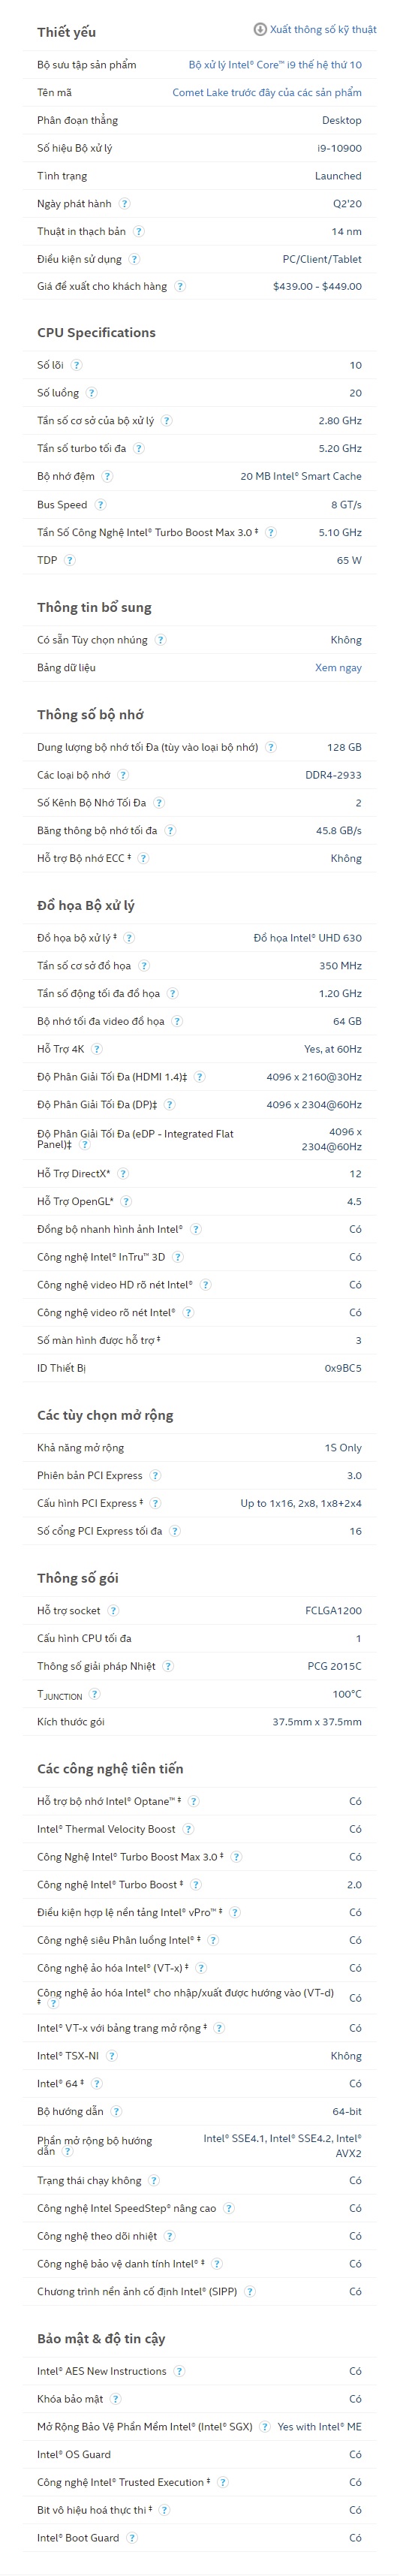 Thiết yếu
Xuất thông số kỹ thuật
Bộ sưu tập sản phẩm Bộ xử lý Intel® Core™ i9 thế hệ thứ 10
Tên mã Comet Lake trước đây của các sản phẩm
Phân đoạn thẳng Desktop
Số hiệu Bộ xử lý i9-10900
Tình trạng Launched
Ngày phát hành ? Q2'20
Thuật in thạch bản ? 14 nm
Điều kiện sử dụng ? PC/Client/Tablet
Giá đề xuất cho khách hàng ? $439.00 - $449.00
CPU Specifications
Số lõi ? 10
Số luồng ? 20
Tần số cơ sở của bộ xử lý ? 2.80 GHz
Tần số turbo tối đa ? 5.20 GHz
Bộ nhớ đệm ? 20 MB Intel® Smart Cache
Bus Speed ? 8 GT/s
Tần Số Công Nghệ Intel® Turbo Boost Max 3.0 ‡ ? 5.10 GHz
TDP ? 65 W
Thông tin bổ sung
Có sẵn Tùy chọn nhúng ? Không
Bảng dữ liệu Xem ngay
Thông số bộ nhớ
Dung lượng bộ nhớ tối Đa (tùy vào loại bộ nhớ) ? 128 GB
Các loại bộ nhớ ? DDR4-2933
Số Kênh Bộ Nhớ Tối Đa ? 2
Băng thông bộ nhớ tối đa ? 45.8 GB/s
Hỗ trợ Bộ nhớ ECC ‡ ? Không
Đồ họa Bộ xử lý
Đồ họa bộ xử lý ‡ ? Đồ họa Intel® UHD 630
Tần số cơ sở đồ họa ? 350 MHz
Tần số động tối đa đồ họa ? 1.20 GHz
Bộ nhớ tối đa video đồ họa ? 64 GB
Hỗ Trợ 4K ? Yes, at 60Hz
Độ Phân Giải Tối Đa (HDMI 1.4)‡ ? 4096 x 2160@30Hz
Độ Phân Giải Tối Đa (DP)‡ ? 4096 x 2304@60Hz
Độ Phân Giải Tối Đa (eDP - Integrated Flat 4096 x
Panel)‡ ? 2304@60Hz
Hỗ Trợ DirectX* ? 12
Hỗ Trợ OpenGL* ? 4.5
Đồng bộ nhanh hình ảnh Intel® ? Có
Công nghệ Intel® InTru™ 3D ? Có
Công nghệ video HD rõ nét Intel® ? Có
Công nghệ video rõ nét Intel® ? Có
Số màn hình được hỗ trợ ‡ 3
ID Thiết Bị 0x9BC5
Các tùy chọn mở rộng
Khả năng mở rộng 1S Only
Phiên bản PCI Express ? 3.0
Cấu hình PCI Express ‡ ? Up to 1x16, 2x8, 1x8+2x4
Số cổng PCI Express tối đa ? 16
Thông số gói
Hỗ trợ socket ? FCLGA1200
Cấu hình CPU tối đa 1
Thông số giải pháp Nhiệt ? PCG 2015C
TJUNCTION ? 100°C
Kích thước gói 37.5mm x 37.5mm
Các công nghệ tiên tiến
Hỗ trợ bộ nhớ Intel® Optane™ ‡ ? Có
Intel® Thermal Velocity Boost ? Có
Công Nghệ Intel® Turbo Boost Max 3.0 ‡ ? Có
Công nghệ Intel® Turbo Boost ‡ ? 2.0
Điều kiện hợp lệ nền tảng Intel® vPro™ ‡ ? Có
Công nghệ siêu Phân luồng Intel® ‡ ? Có
Công nghệ ảo hóa Intel® (VT-x) ‡ ? Có
Công nghệ ảo hóa Intel® cho nhập/xuất được hướng vào (VT-d) Có
‡ ?
Intel® VT-x với bảng trang mở rộng ‡ ? Có
Intel® TSX-NI ? Không
Intel® 64 ‡ ? Có
Bộ hướng dẫn ? 64-bit
Phần mở rộng bộ hướng Intel® SSE4.1, Intel® SSE4.2, Intel®
dẫn ? AVX2
Trạng thái chạy không ? Có
Công nghệ Intel SpeedStep® nâng cao ? Có
Công nghệ theo dõi nhiệt ? Có
Công nghệ bảo vệ danh tính Intel® ‡ ? Có
Chương trình nền ảnh cố định Intel® (SIPP) ? Có
Bảo mật & độ tin cậy
Intel® AES New Instructions ? Có
Khóa bảo mật ? Có
Mở Rộng Bảo Vệ Phần Mềm Intel® (Intel® SGX) ? Yes with Intel® ME
Intel® OS Guard Có
Công nghệ Intel® Trusted Execution ‡ ? Có
Bit vô hiệu hoá thực thi ‡ ? Có
Intel® Boot Guard ? Có